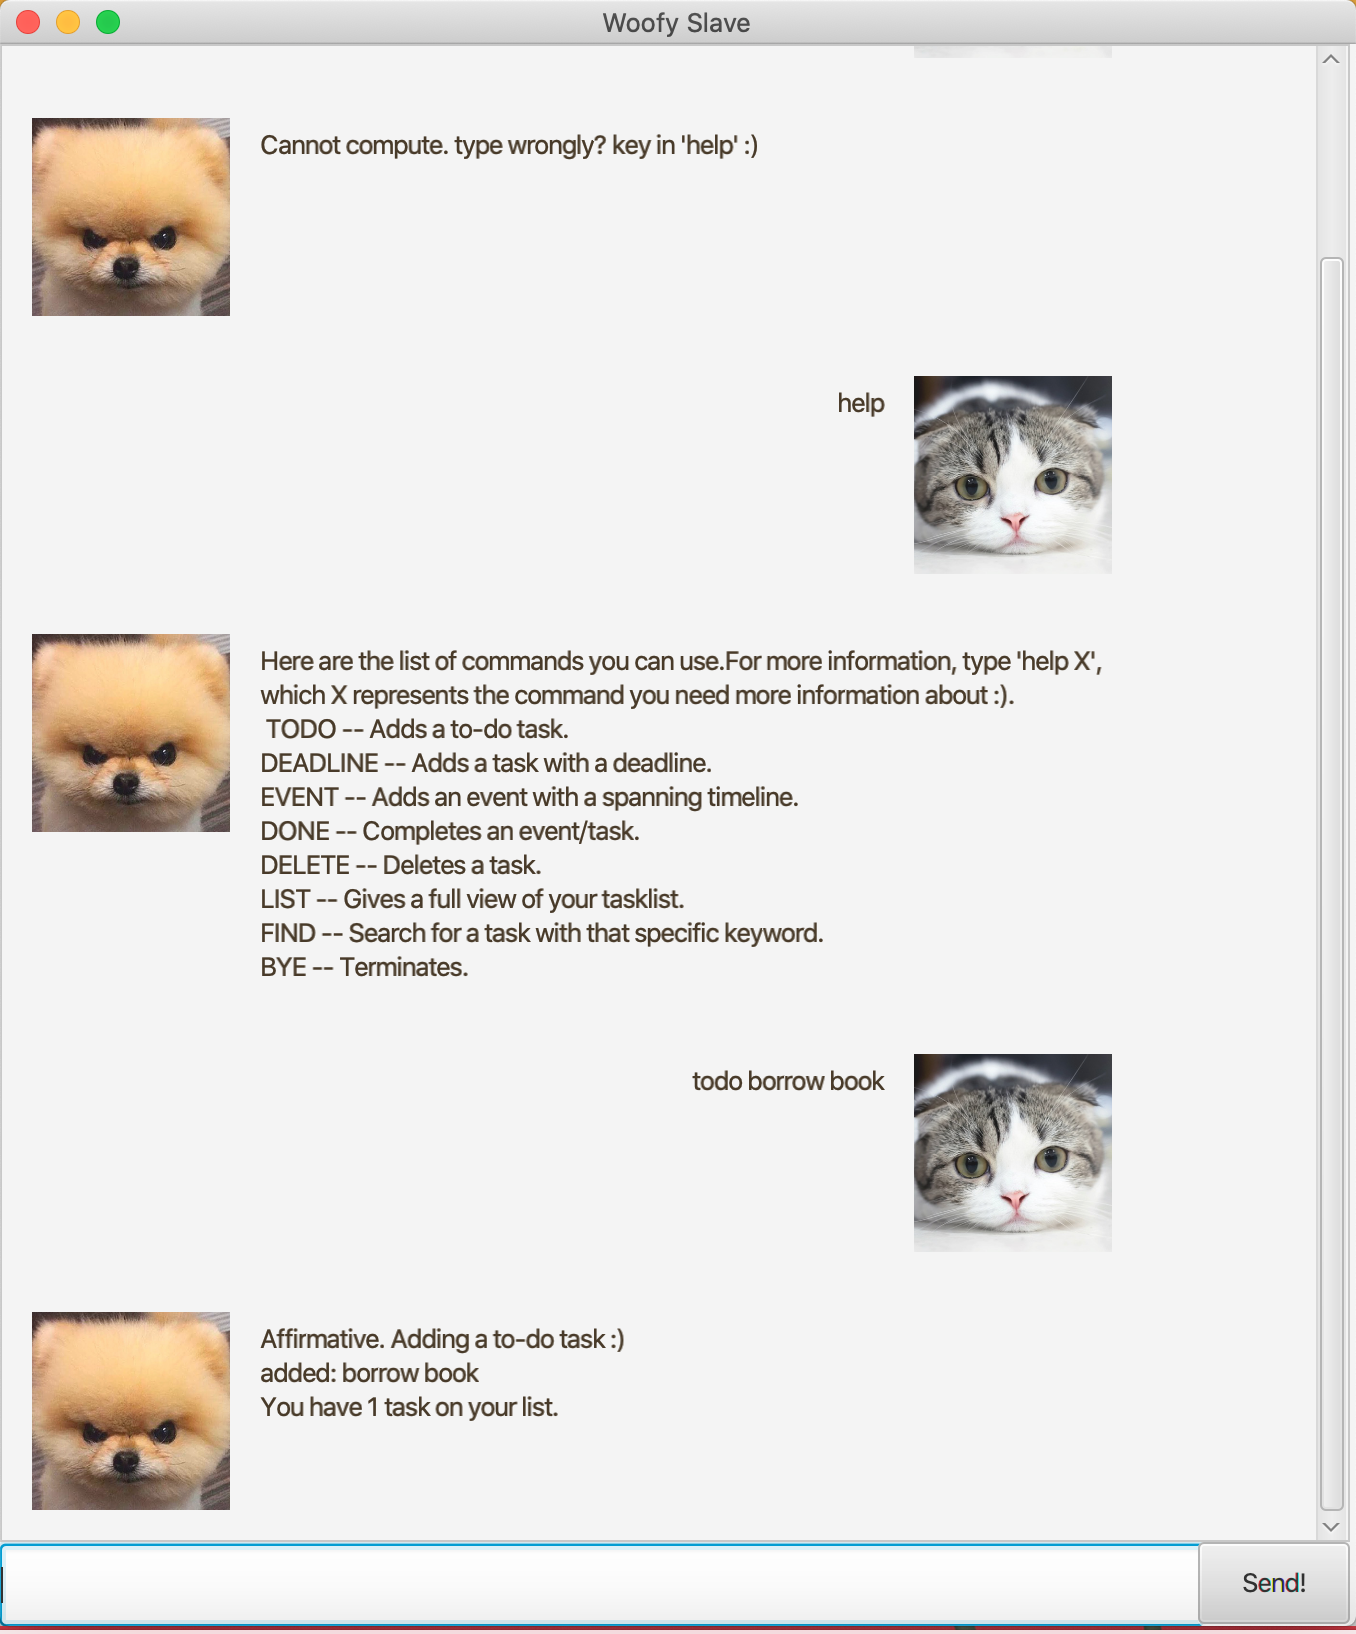 Woofy Slave
Cannot compute. type wrongly? key in 'help' :)
help
Here are the list of commands you can use.For more information, type 'help X',
which X represents the command you need more information about :).
TODO -- Adds a to-do task.
DEADLINE -- Adds a task with a deadline.
EVENT -- Adds an event with a spanning timeline.
DONE -- Completes an event/task.
DELETE -- Deletes a task.
LIST -- Gives a full view of your tasklist.
FIND -- Search for a task with that specific keyword.
BYE -- Terminates.
todo borrow book
Affirmative. Adding a to-do task :)
added: borrow book
You have 1 task on your list.
Send!